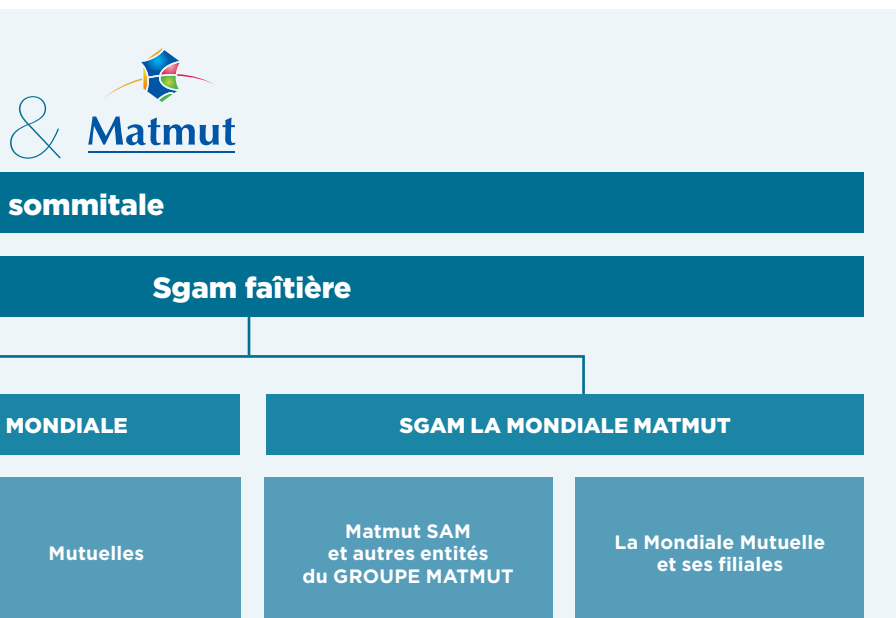 &
Matmut
sommitale
Sgam faîtière
MONDIALE
SGAM LA MONDIALE MATMUT
Mutuelles
Matmut SAM
et autres entités
du GROUPE MATMUT
La Mondiale Mutuelle
et ses filiales